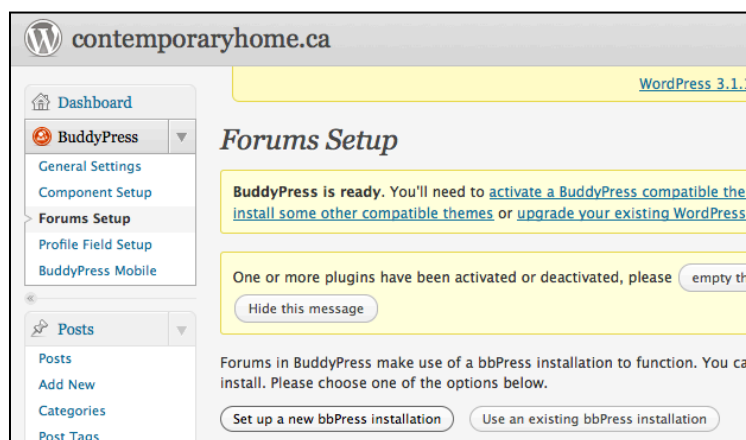 contemporaryhome.ca
WordPress 3.1.
Dashboard
BuddyPress
General Settings
Component Setup
Forums Setup
Profile Field Setup
BuddyPress Mobile
Posts
Posts
Add New
Categories
Post Tags
Forums Setup
BuddyPress is ready. You'll need to activate a BuddyPress compatible the
install some other compatible themes or upgrade your existing WordPress
One or more plugins have been activated or deactivated, please empty th
Hide this message
Forums in BuddyPress make use of a bbPress installation to function. You ca
install. Please choose one of the options below.
Set up a new bbPress installation
Use an existing bbPress installation